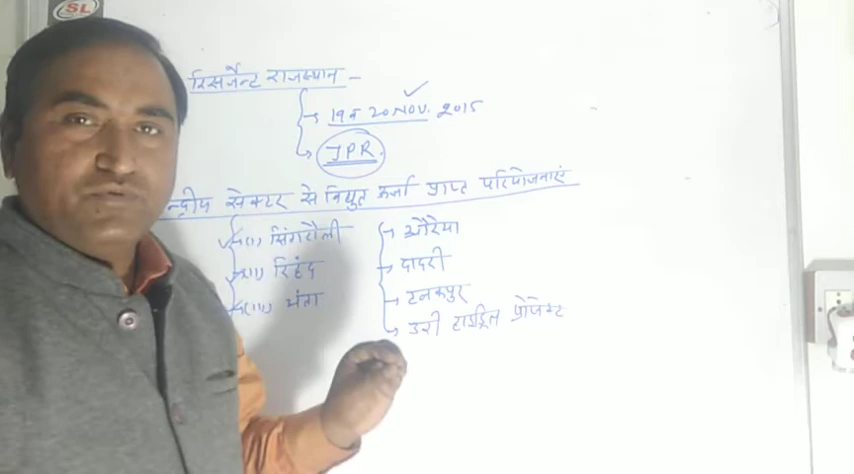 SL
रिसर्जेन्ट राजस्थान –
→ 19 व 20 NOV. 2015
→ JPR.
न्द्रीय सेक्टर से विद्युत ऊर्जा प्राप्त परियोजनाएं
→(i) सिंगरौली
→(ii) रिहंद
→(iii) अंता
→ औरैया
→ दादरी
→ टनकपुर
→ उरी हाइड्रिल प्रोजेक्ट